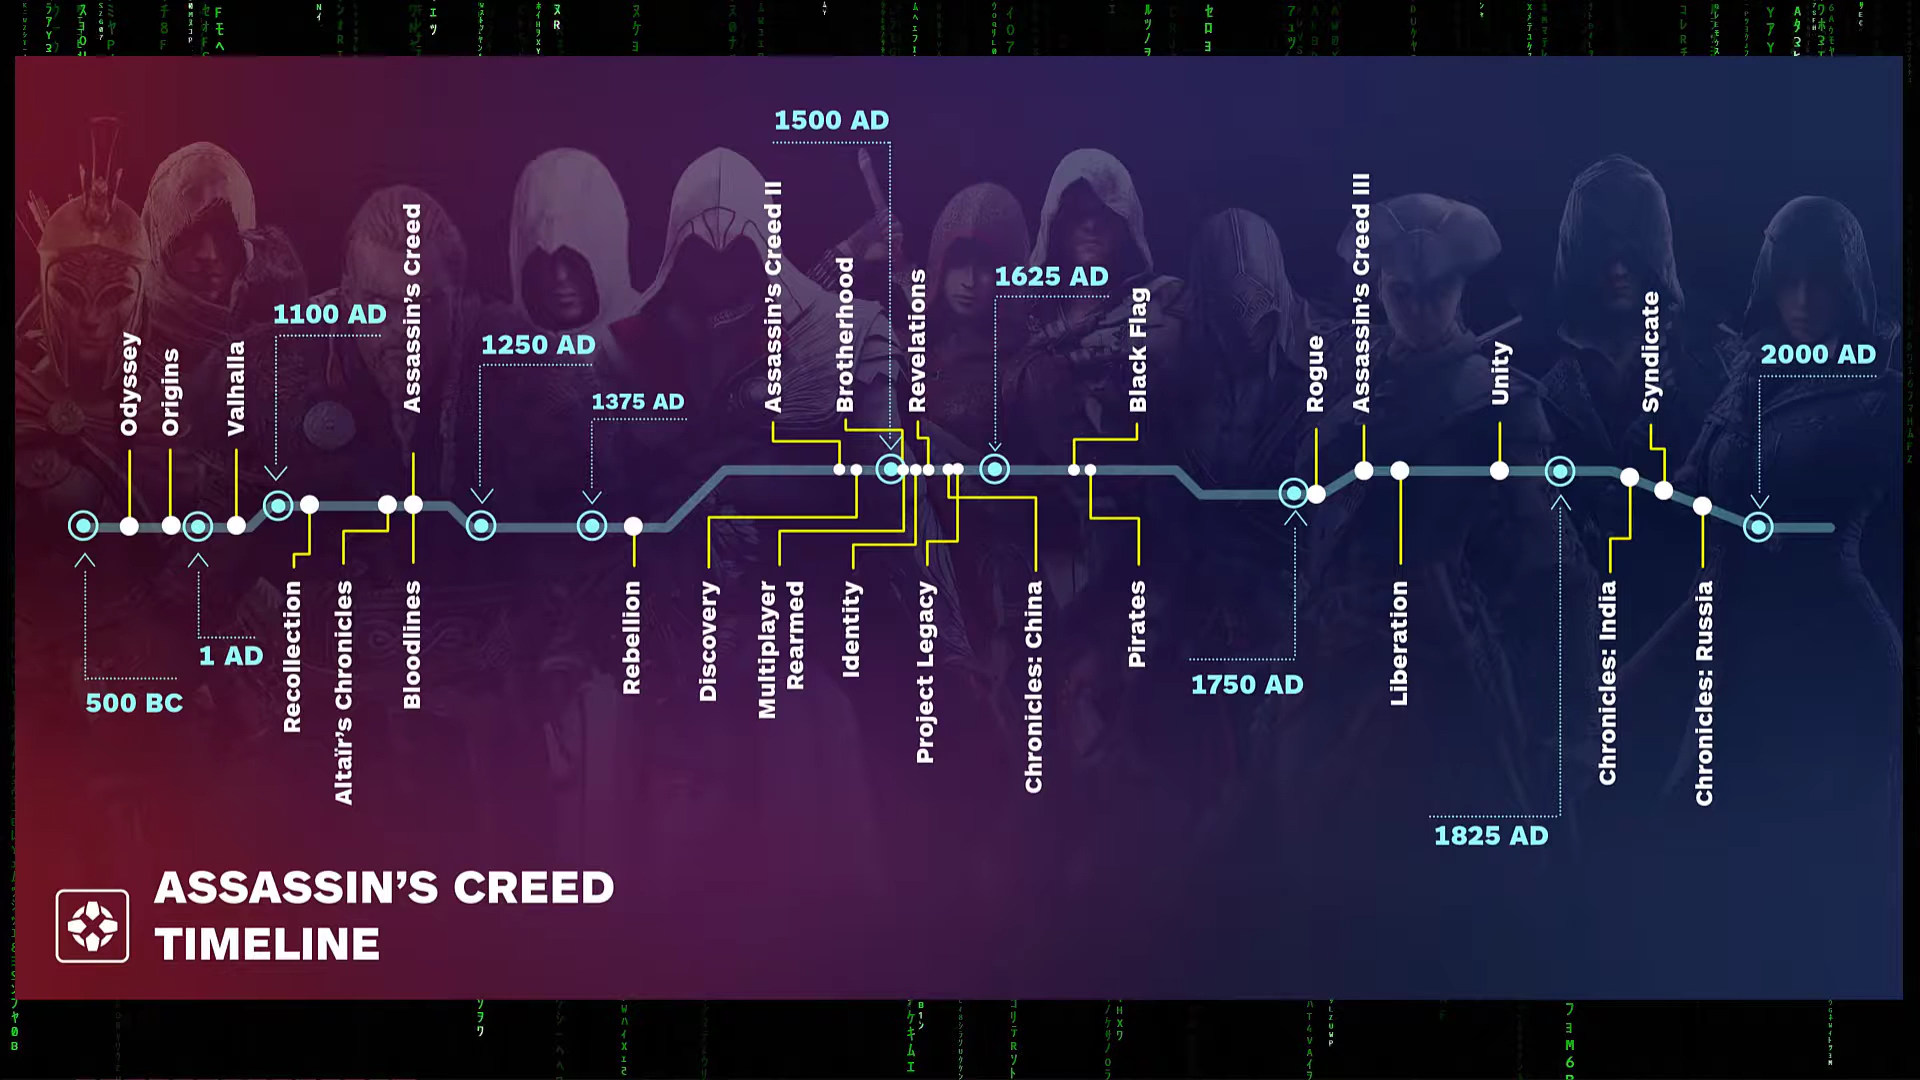 1500 AD
Assassin's Creed II
Assassin's Creed III
Assassin's Creed
Brotherhood
Revelations
1625 AD
Black Flag
Syndicate
1100 AD
Odyssey
Origins
Valhalla
1250 AD
Rogue
Unity
2000 AD
1375 AD
Recollection
Altaïr's Chronicles
Bloodlines
Rebellion
Discovery
Multiplayer
Rearmed
Identity
Project Legacy
Chronicles: China
Pirates
Liberation
Chronicles: India
Chronicles: Russia
1 AD
500 BC
1750 AD
1825 AD
ASSASSIN'S CREED
TIMELINE